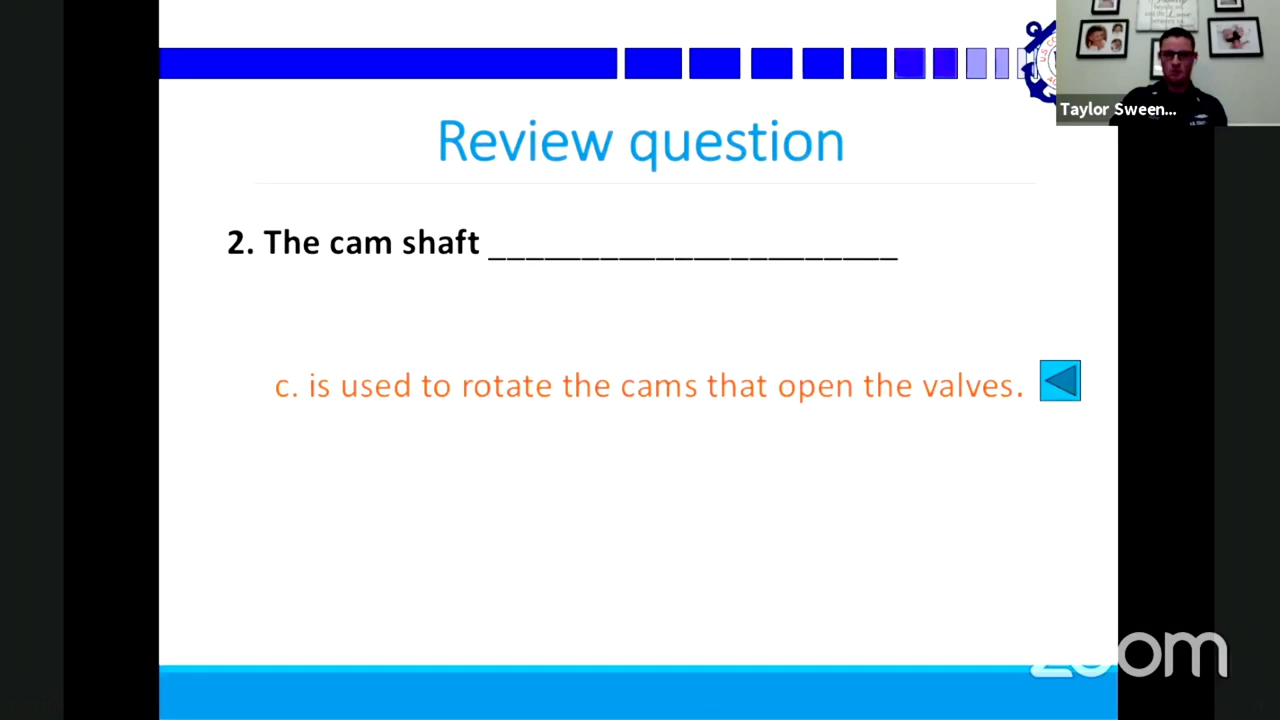 Review question
Taylor Sween...
2. The cam shaft ______________________
c. is used to rotate the cams that open the valves.
zoom